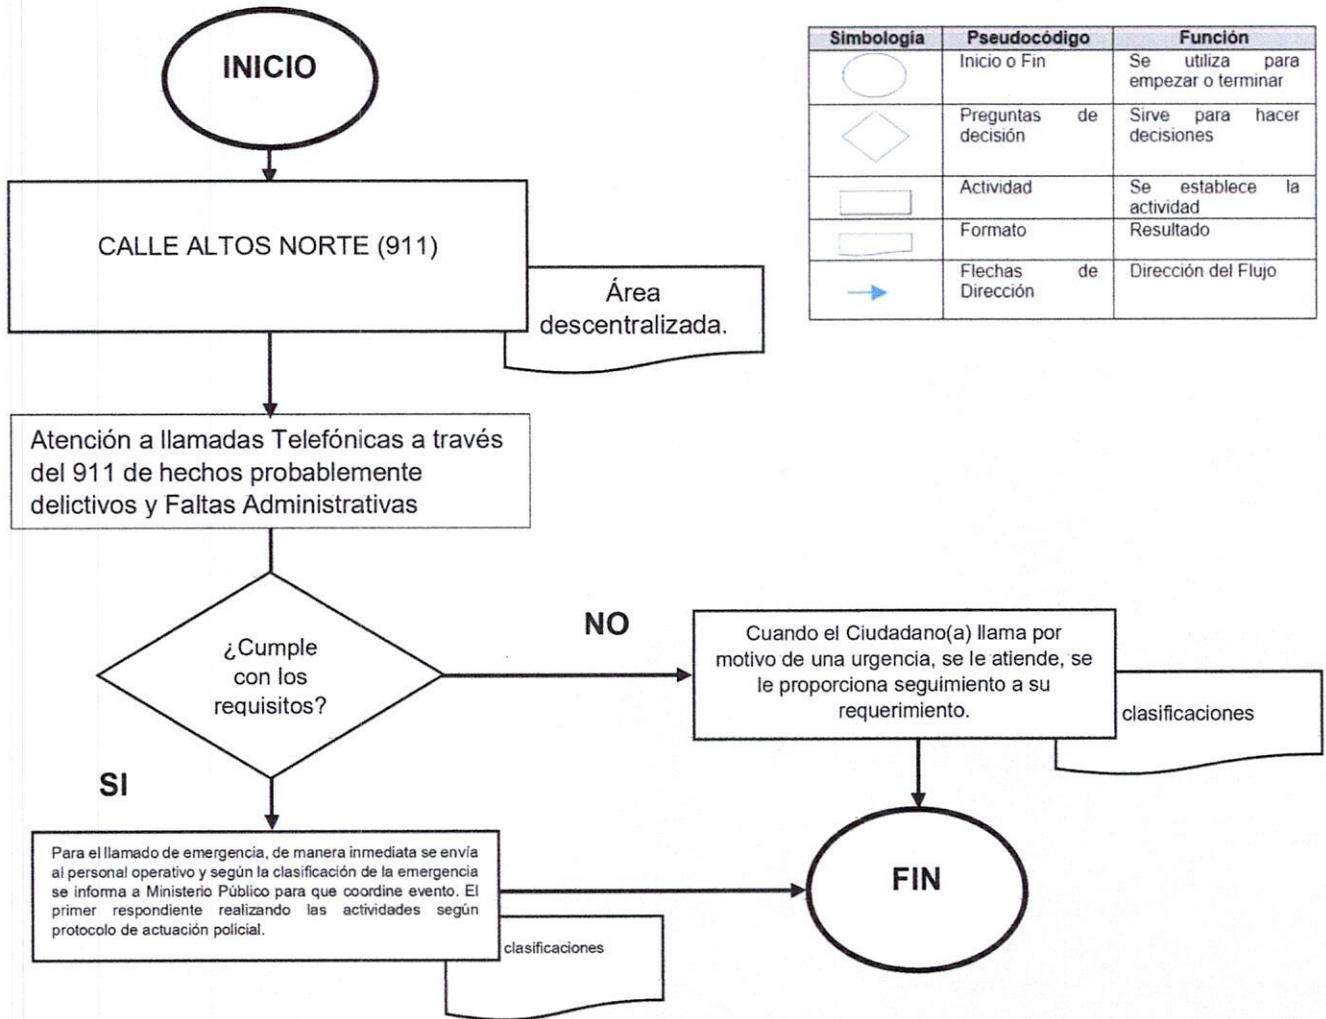 INICIO
CALLE ALTOS NORTE (911)
Área
descentralizada.
Simbología Pseudocódigo Función
Inicio o Fin Se utiliza para
empezar o terminar
Preguntas de Sirve para hacer
decisión decisiones
Actividad Se establece la
actividad
Formato Resultado
Flechas de Dirección del Flujo
Dirección
Atención a llamadas Telefónicas a través
del 911 de hechos probablemente
delictivos y Faltas Administrativas
¿Cumple
con los
requisitos?
NO
Cuando el Ciudadano(a) llama por
motivo de una urgencia, se le atiende, se
le proporciona seguimiento a su
requerimiento.
clasificaciones
SI
Para el llamado de emergencia, de manera inmediata se envía
al personal operativo y según la clasificación de la emergencia
se informa a Ministerio Público para que coordine evento. El
primer respondiente realizando las actividades según
protocolo de actuación policial.
clasificaciones
FIN